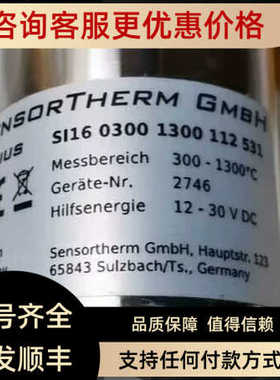 咨询客服更优惠价格
SENSORTHERM GMBH
SI16 0300 1300 112 531
Messbereich 300 - 1300°C
Geräte-Nr. 2746
Hilfsenergie 12 - 30 V DC
Sensortherm GmbH, Hauptstr. 123
65843 Sulzbach/Ts., Germany
号齐全
发顺丰
品质保障 值得信赖
支持任何付款方式